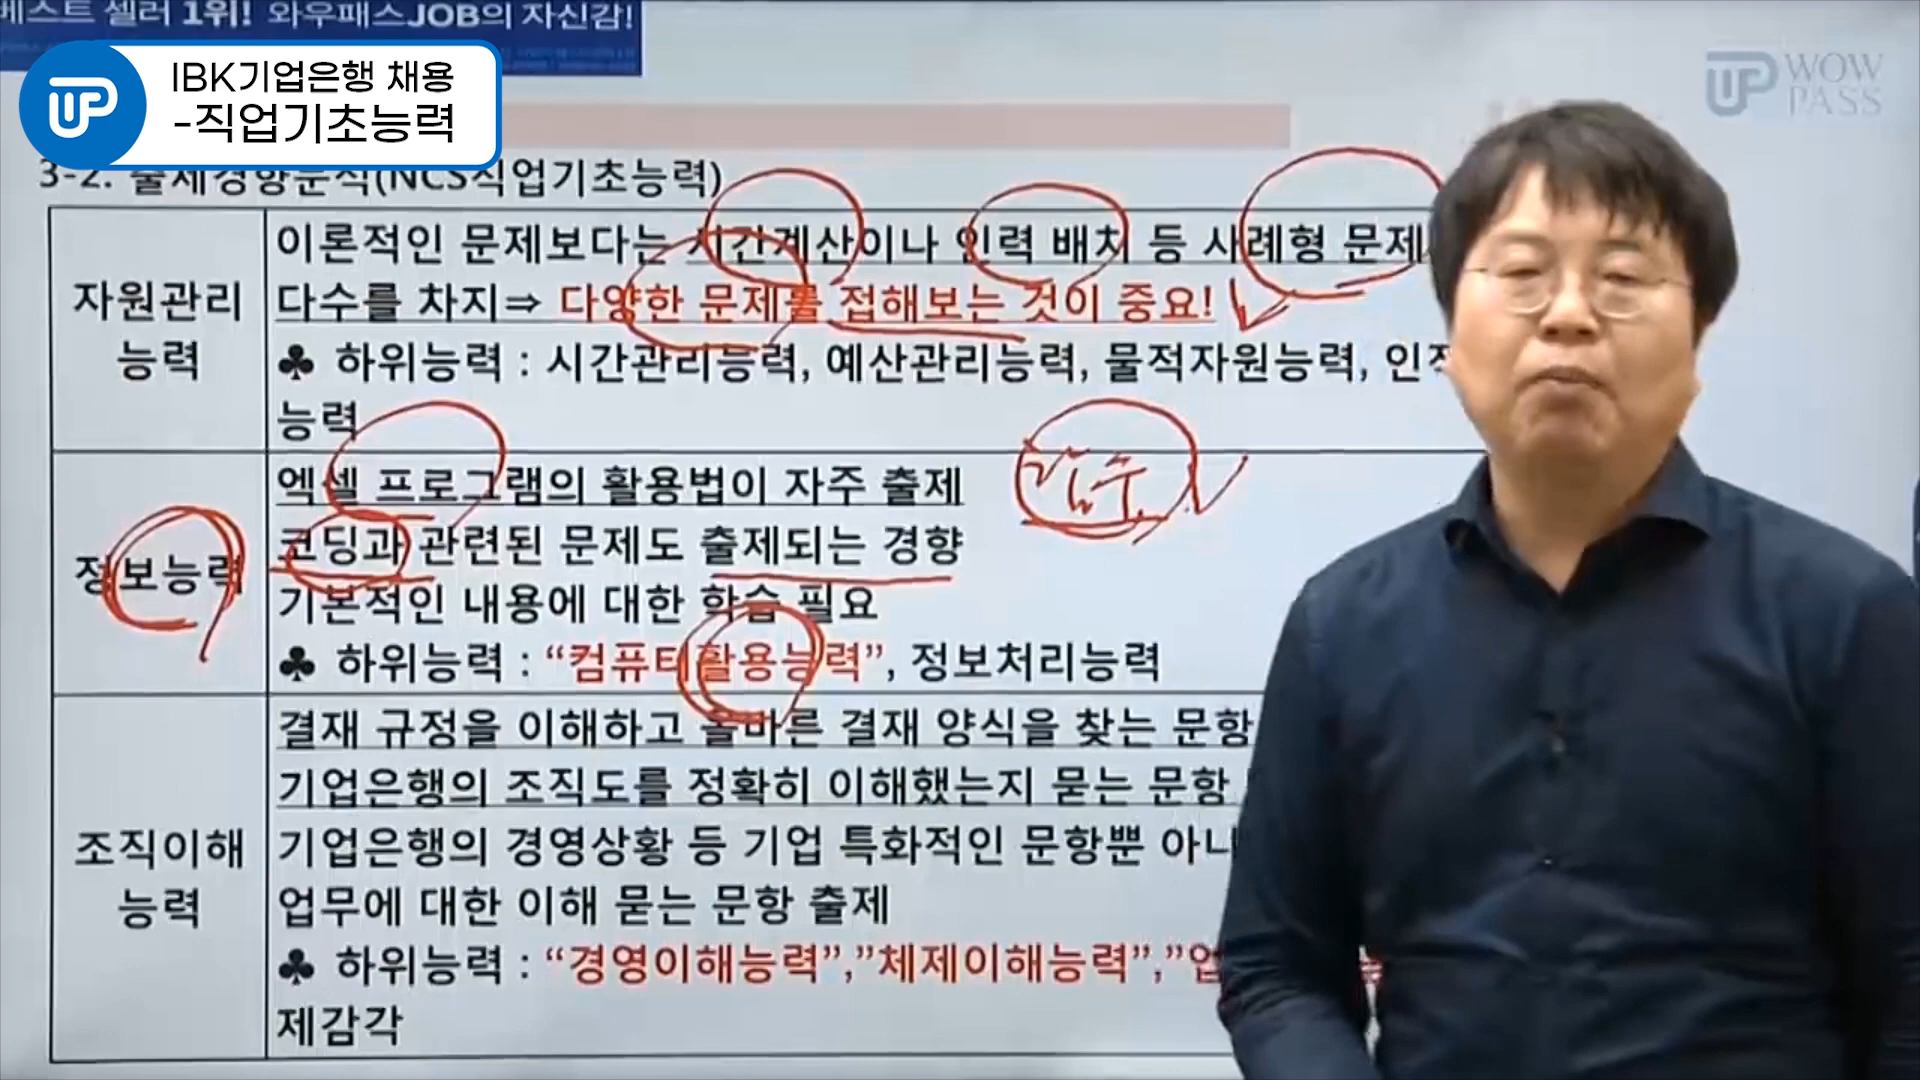 베스트 셀러 1위! 와우패스JOB의 자신감!
IBK기업은행 채용
-직업기초능력
WOW
PASS
3-2. 출제경향분석(NCS직업기초능력)
자원관리
능력
이론적인 문제보다는 시간계산이나 인력 배치 등 사례형 문제
다수를 차지⇒ 다양한 문제를 접해보는 것이 중요!
♣ 하위능력 : 시간관리능력, 예산관리능력, 물적자원능력, 인적
능력
정보능력
엑셀 프로그램의 활용법이 자주 출제
코딩과 관련된 문제도 출제되는 경향
기본적인 내용에 대한 학습 필요
♣ 하위능력 : “컴퓨터활용능력”, 정보처리능력
조직이해
능력
결재 규정을 이해하고 올바른 결재 양식을 찾는 문항
기업은행의 조직도를 정확히 이해했는지 묻는 문항
기업은행의 경영상황 등 기업 특화적인 문항뿐 아니
업무에 대한 이해 묻는 문항 출제
♣ 하위능력 : “경영이해능력”,”체제이해능력”,”업
제감각